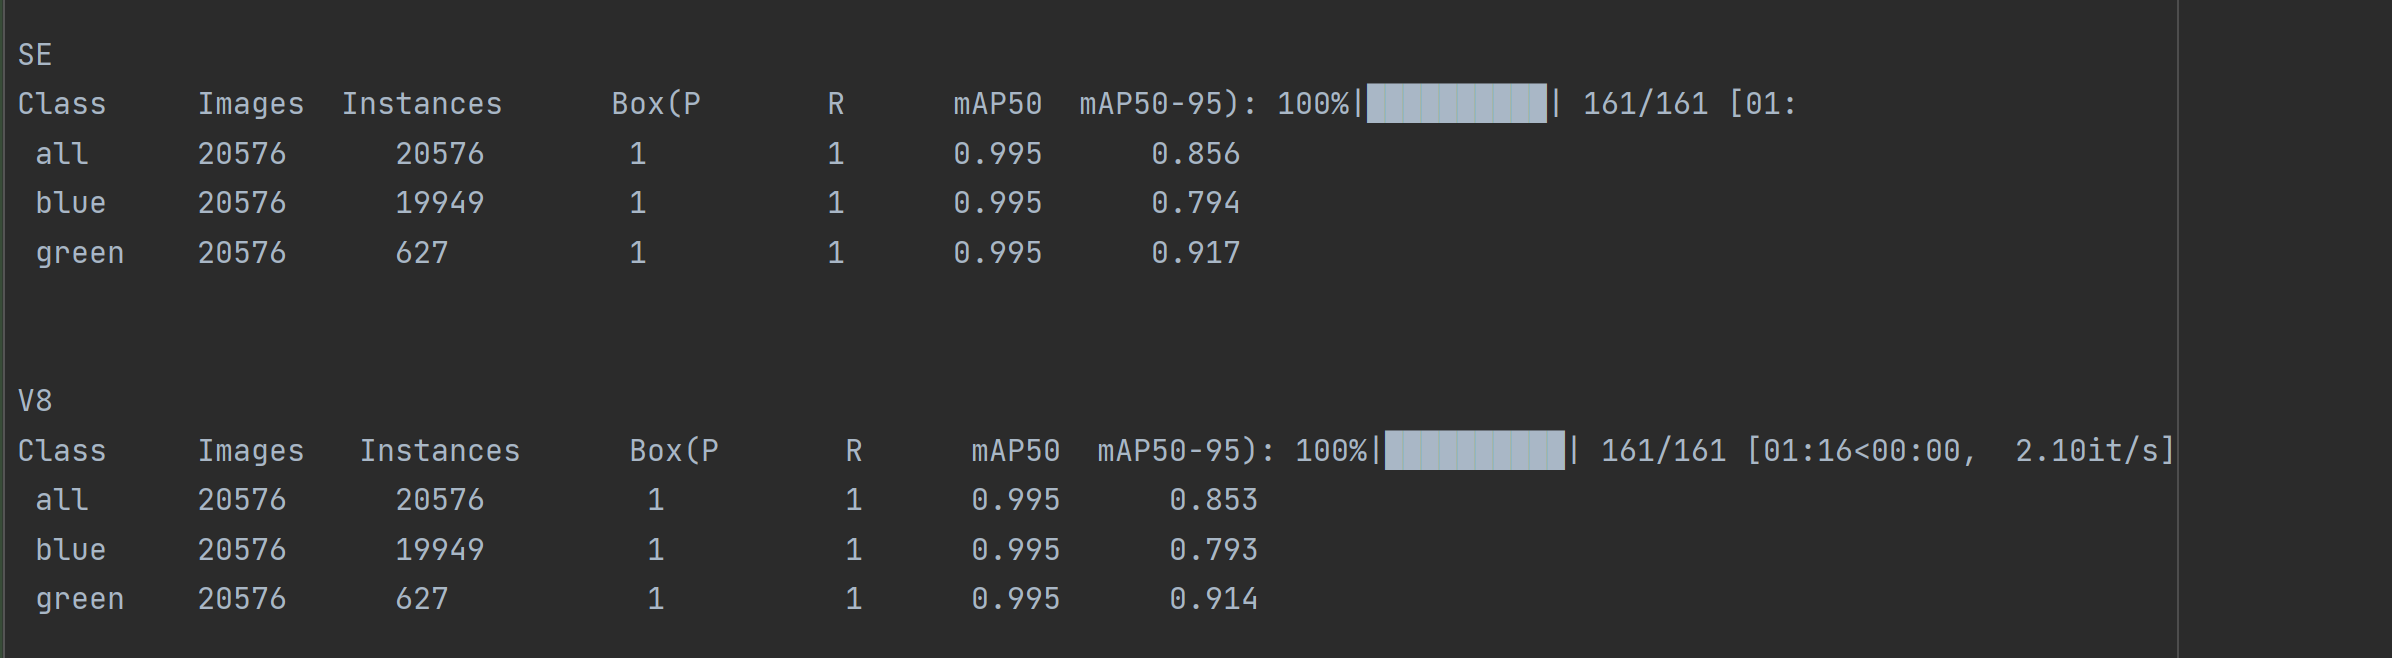 SE
Class Images Instances Box(P R mAP50 mAP50-95): 100%|██████████| 161/161 [01:
all 20576 20576 1 1 0.995 0.856
blue 20576 19949 1 1 0.995 0.794
green 20576 627 1 1 0.995 0.917
V8
Class Images Instances Box(P R mAP50 mAP50-95): 100%|██████████| 161/161 [01:16<00:00, 2.10it/s]
all 20576 20576 1 1 0.995 0.853
blue 20576 19949 1 1 0.995 0.793
green 20576 627 1 1 0.995 0.914